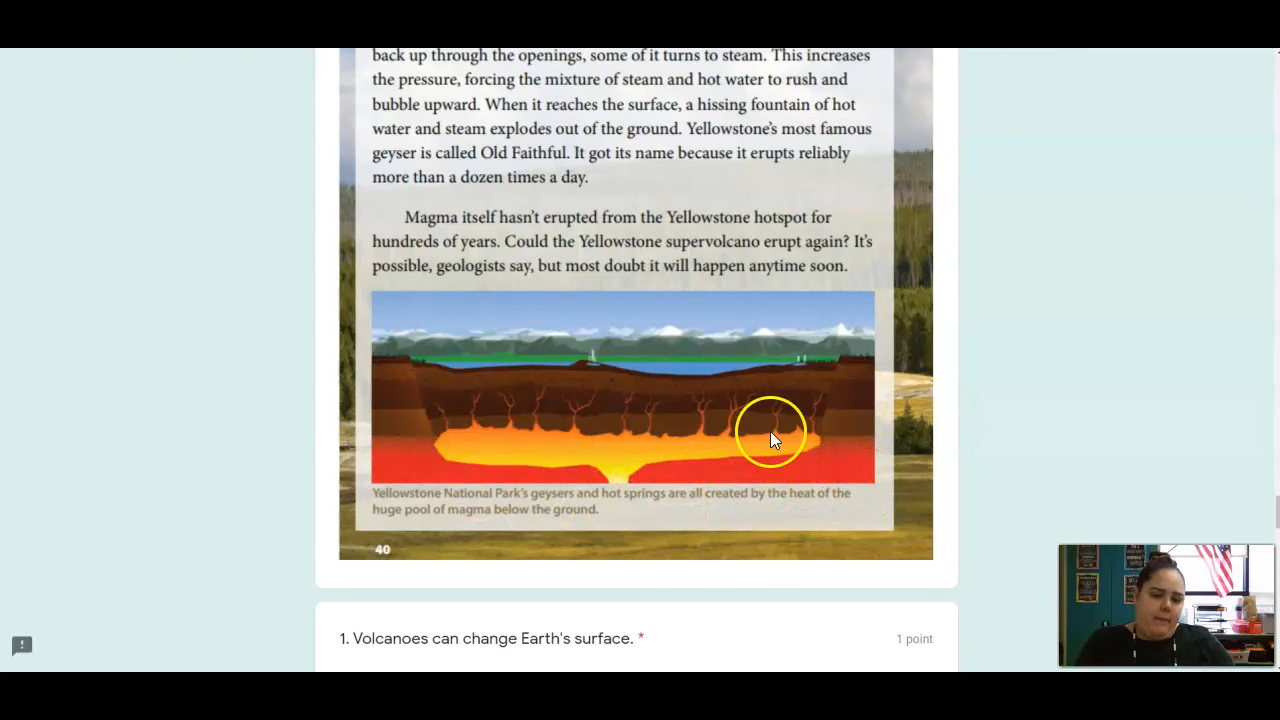 back up through the openings, some of it turns to steam. This increases
the pressure, forcing the mixture of steam and hot water to rush and
bubble upward. When it reaches the surface, a hissing fountain of hot
water and steam explodes out of the ground. Yellowstone's most famous
geyser is called Old Faithful. It got its name because it erupts reliably
more than a dozen times a day.
Magma itself hasn't erupted from the Yellowstone hotspot for
hundreds of years. Could the Yellowstone supervolcano erupt again? It's
possible, geologists say, but most doubt it will happen anytime soon.
Yellowstone National Park's geysers and hot springs are all created by the heat of the
huge pool of magma below the ground.
40
1. Volcanoes can change Earth's surface. *
1 point